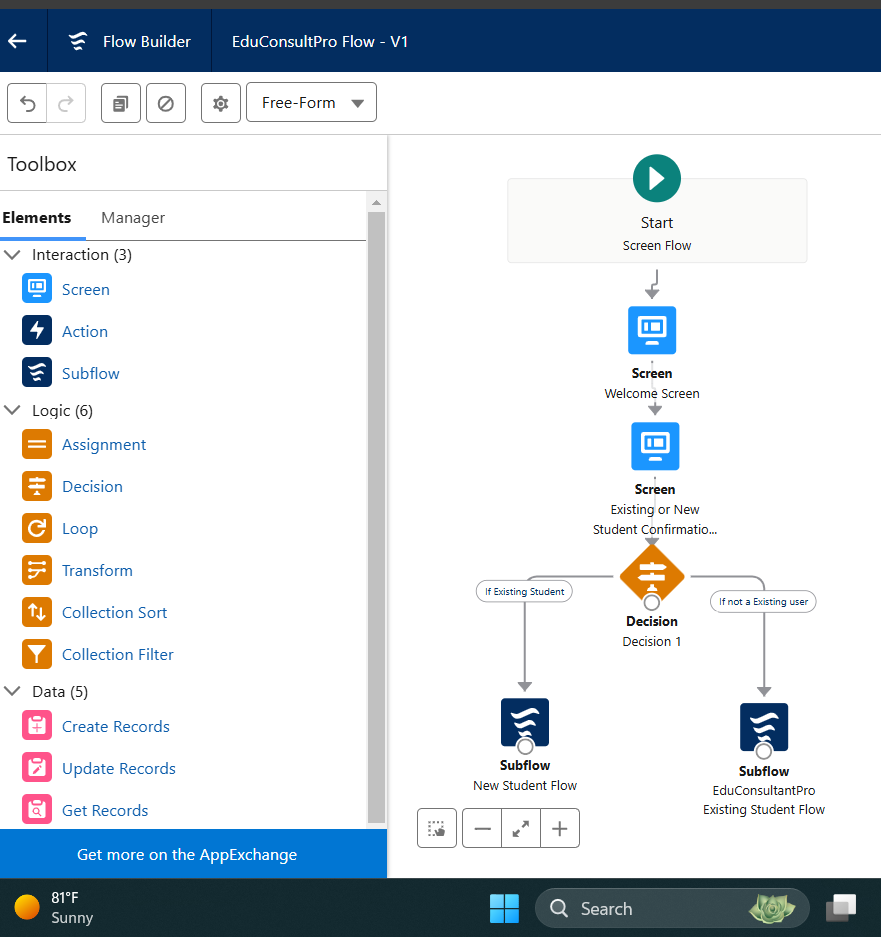 Flow Builder
EduConsultPro Flow - V1
Free-Form
Toolbox
Elements
Manager
Interaction (3)
Screen
Action
Subflow
Logic (6)
Assignment
Decision
Loop
Transform
Collection Sort
Collection Filter
Data (5)
Create Records
Update Records
Get Records
Get more on the AppExchange
Start
Screen Flow
Screen
Welcome Screen
Screen
Existing or New
Student Confirmatio...
If Existing Student
If not a Existing user
Decision
Decision 1
Subflow
New Student Flow
Subflow
EduConsultantPro
Existing Student Flow
81°F
Sunny
Search